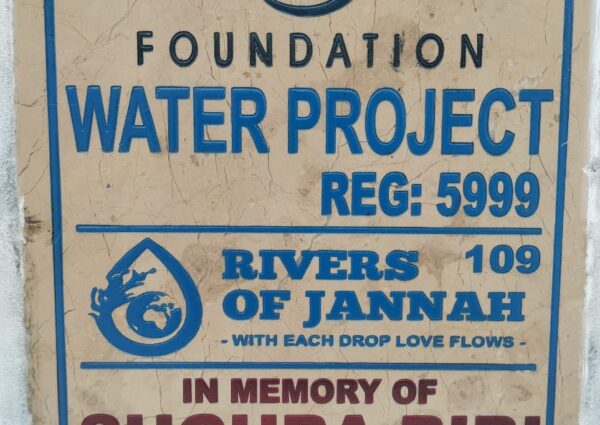 FOUNDATION
WATER PROJECT
REG: 5999
RIVERS 109
OF JANNAH
- WITH EACH DROP LOVE FLOWS -
IN MEMORY OF